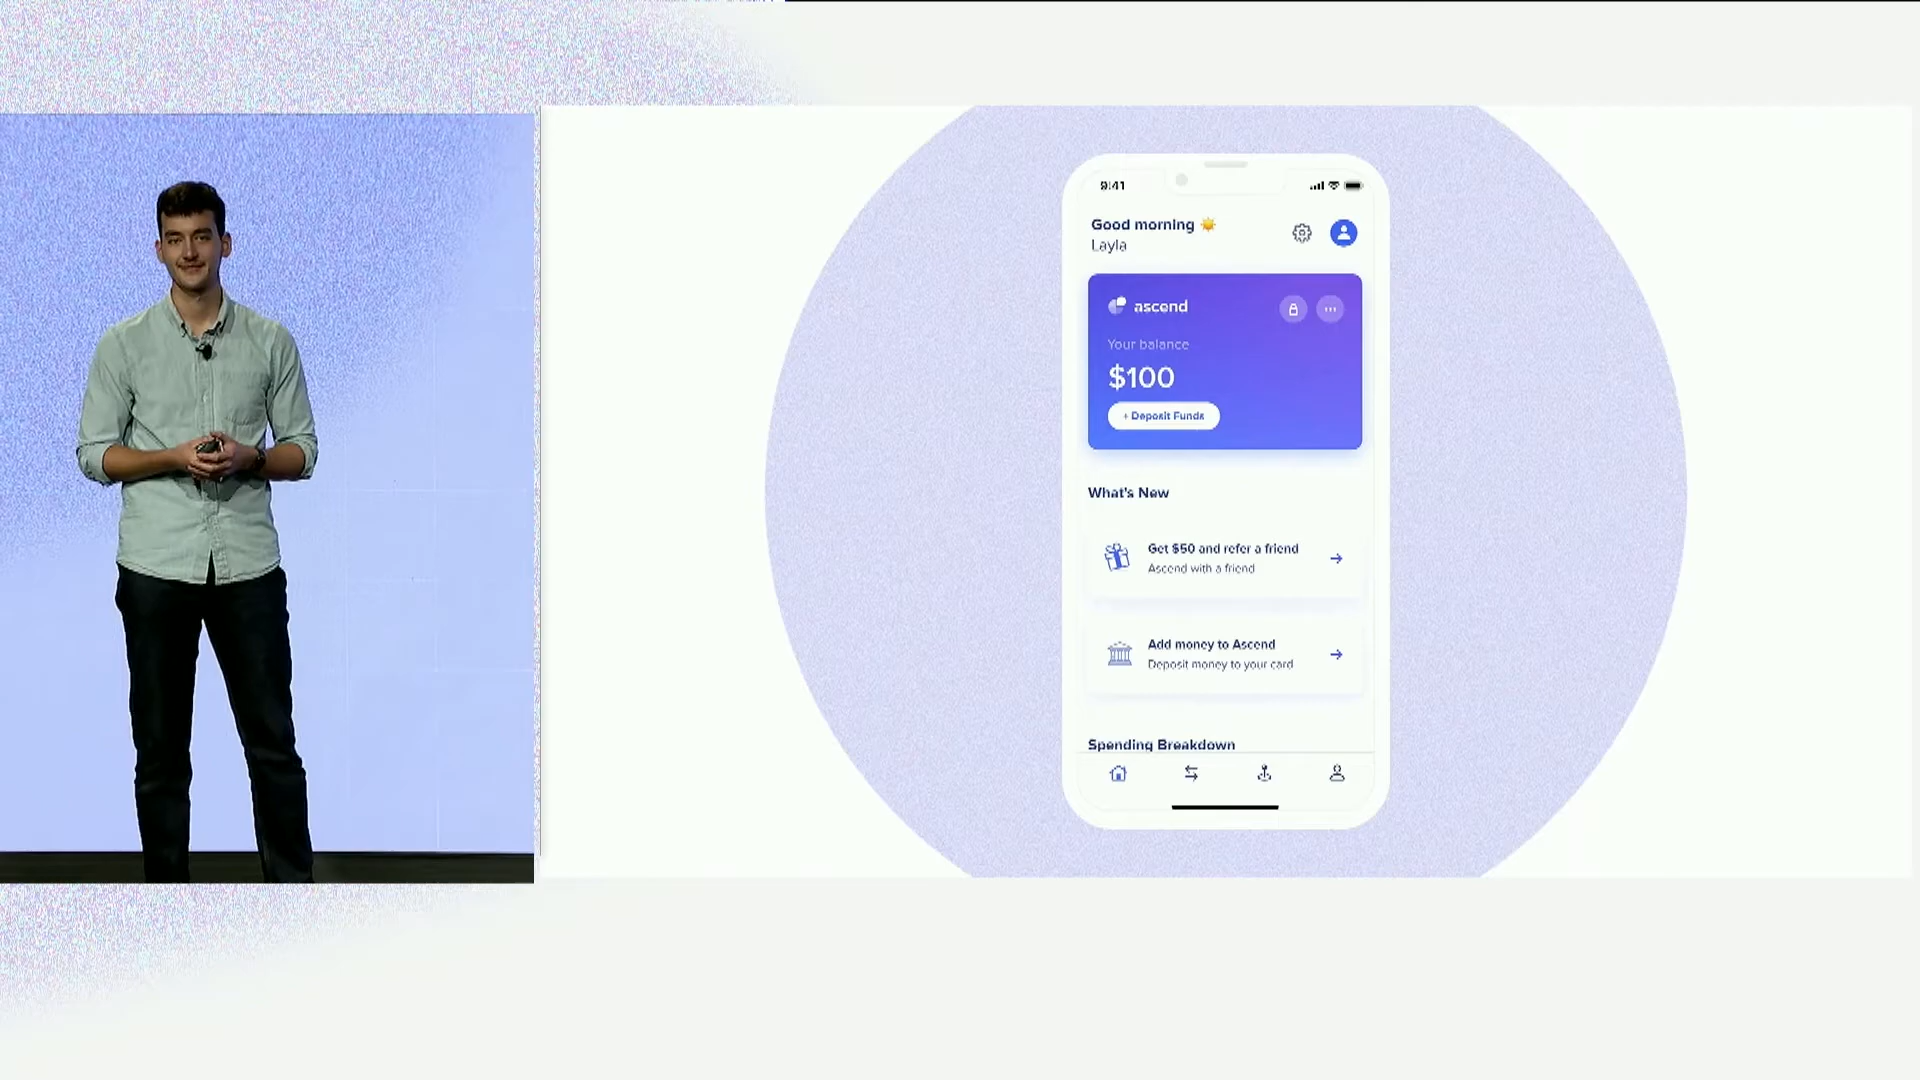 9:41
Good morning ☀️
Layla
ascend
Your balance
$100
+ Deposit Funds
What's New
Get $50 and refer a friend
Ascend with a friend
Add money to Ascend
Deposit money to your card
Spending Breakdown